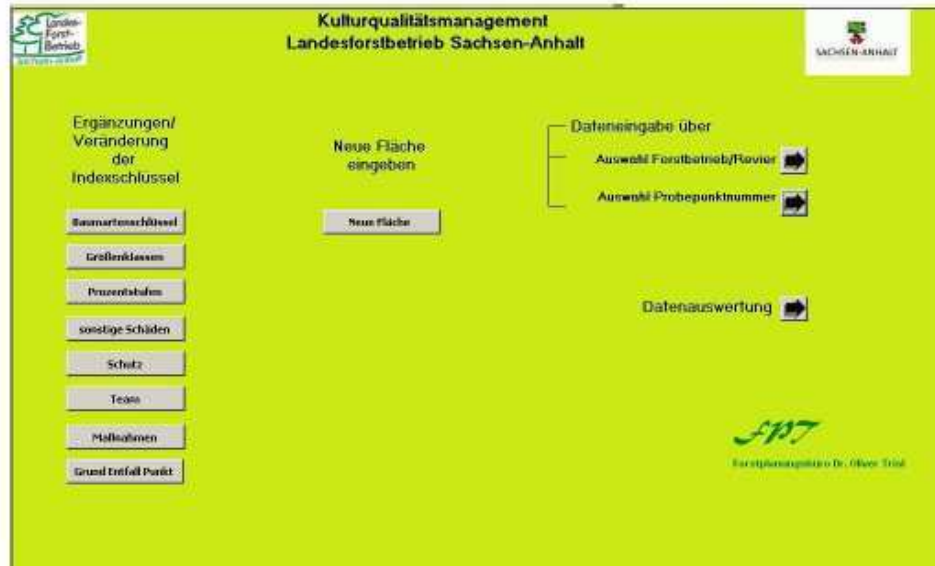 Landes-
Forst-
Betrieb
Sachsen-Anhalt
Kulturqualitätsmanagement
Landesforstbetrieb Sachsen-Anhalt
SACHSEN-ANHALT
Ergänzungen/
Veränderung
der
Indexschlüssel
Baumartenschlüssel
Größenklassen
Prozentstufen
sonstige Schäden
Schutz
Team
Maßnahmen
Grund Entfall Punkt
Neue Fläche
eingeben
Neue Fläche
Dateneingabe über
Auswahl Forstbetrieb/Revier
Auswahl Probepunktnummer
Datenauswertung
FPT
Forstplanungsbüro Dr. Oliver